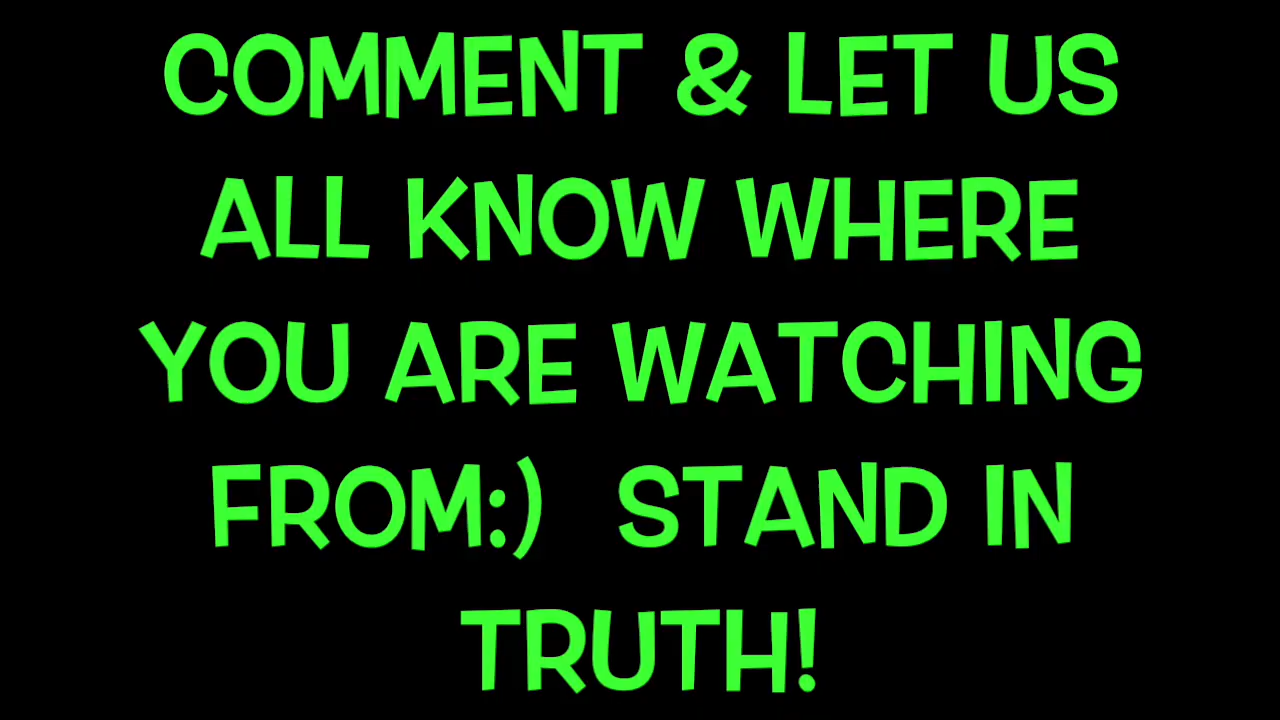 COMMENT & LET US
ALL KNOW WHERE
YOU ARE WATCHING
FROM:)  STAND IN
TRUTH!